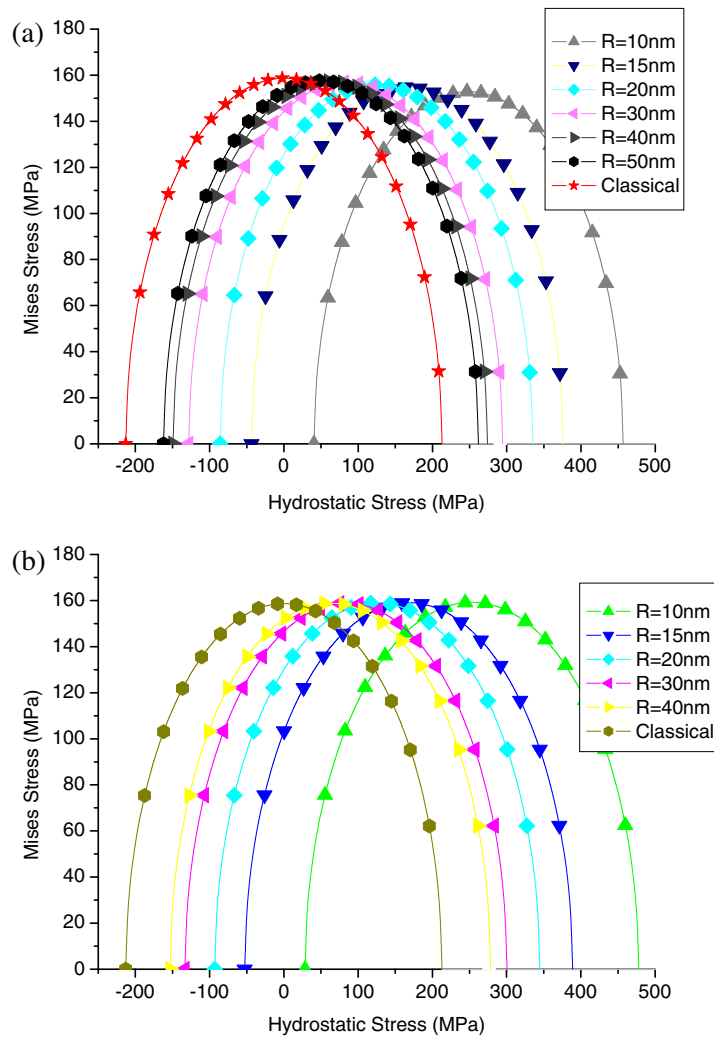 (a)
180
160
140
120
100
80
60
40
20
0
Mises Stress (MPa)
-200 -100 0 100 200 300 400 500
Hydrostatic Stress (MPa)
R=10nm
R=15nm
R=20nm
R=30nm
R=40nm
R=50nm
Classical
(b)
180
160
140
120
100
80
60
40
20
0
Mises Stress (MPa)
-200 -100 0 100 200 300 400 500
Hydrostatic Stress (MPa)
R=10nm
R=15nm
R=20nm
R=30nm
R=40nm
Classical